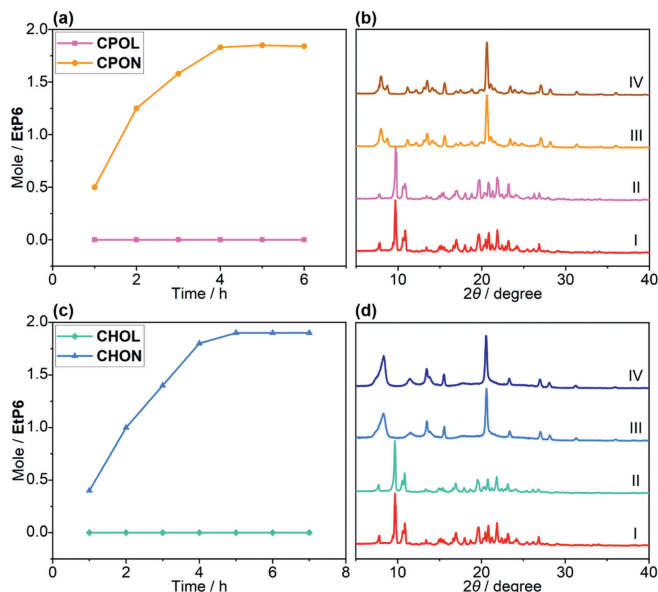 (a)
CPOL
CPON
Mole / EtP6
2.0
1.5
1.0
0.5
0.0
0 2 4 6
Time / h
(b)
IV
III
II
I
10 20 30 40
2θ / degree
(c)
CHOL
CHON
Mole / EtP6
2.0
1.5
1.0
0.5
0.0
0 2 4 6 8
Time / h
(d)
IV
III
II
I
10 20 30 40
2θ / degree